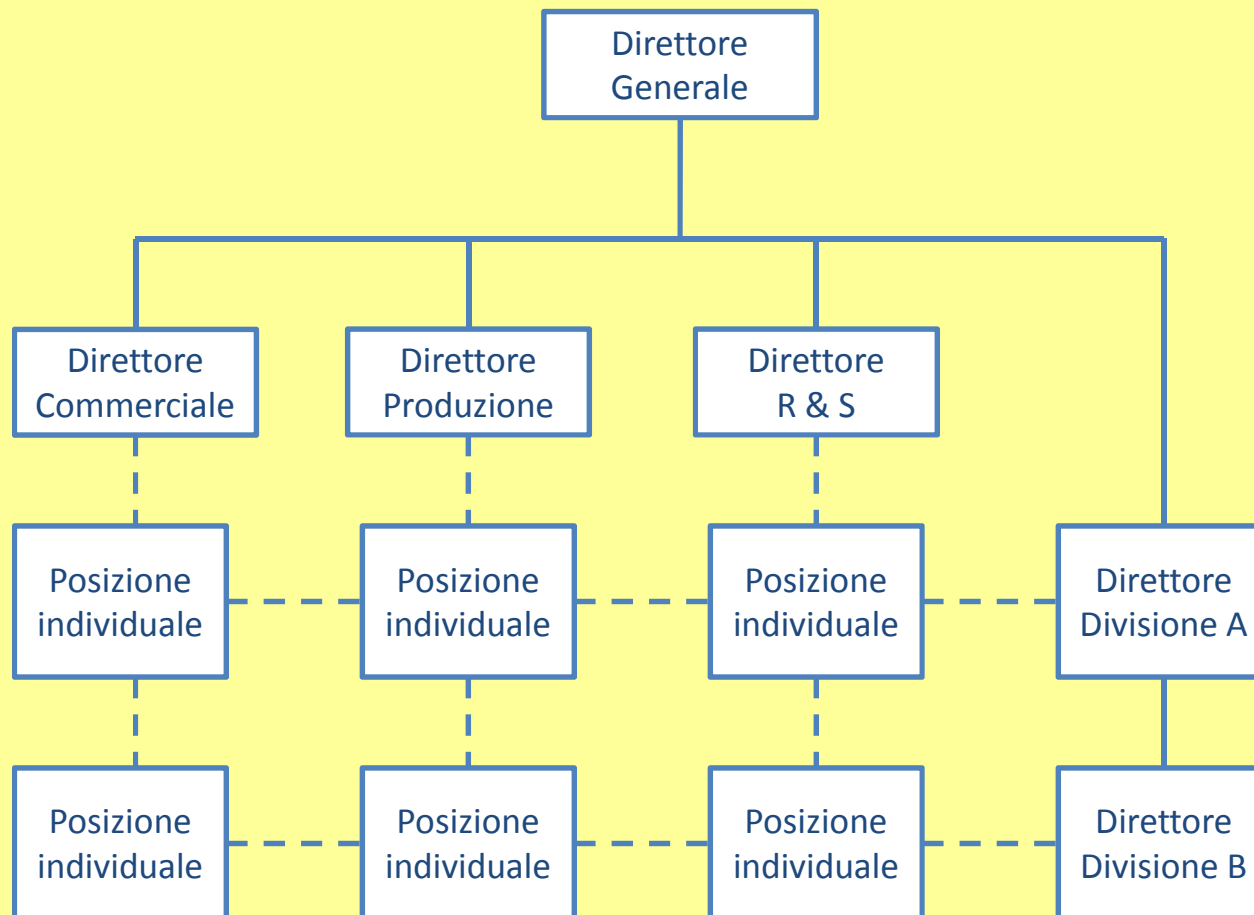 Direttore
Generale
Direttore
Commerciale
Direttore
Produzione
Direttore
R & S
Posizione
individuale
Posizione
individuale
Posizione
individuale
Direttore
Divisione A
Posizione
individuale
Posizione
individuale
Posizione
individuale
Direttore
Divisione B